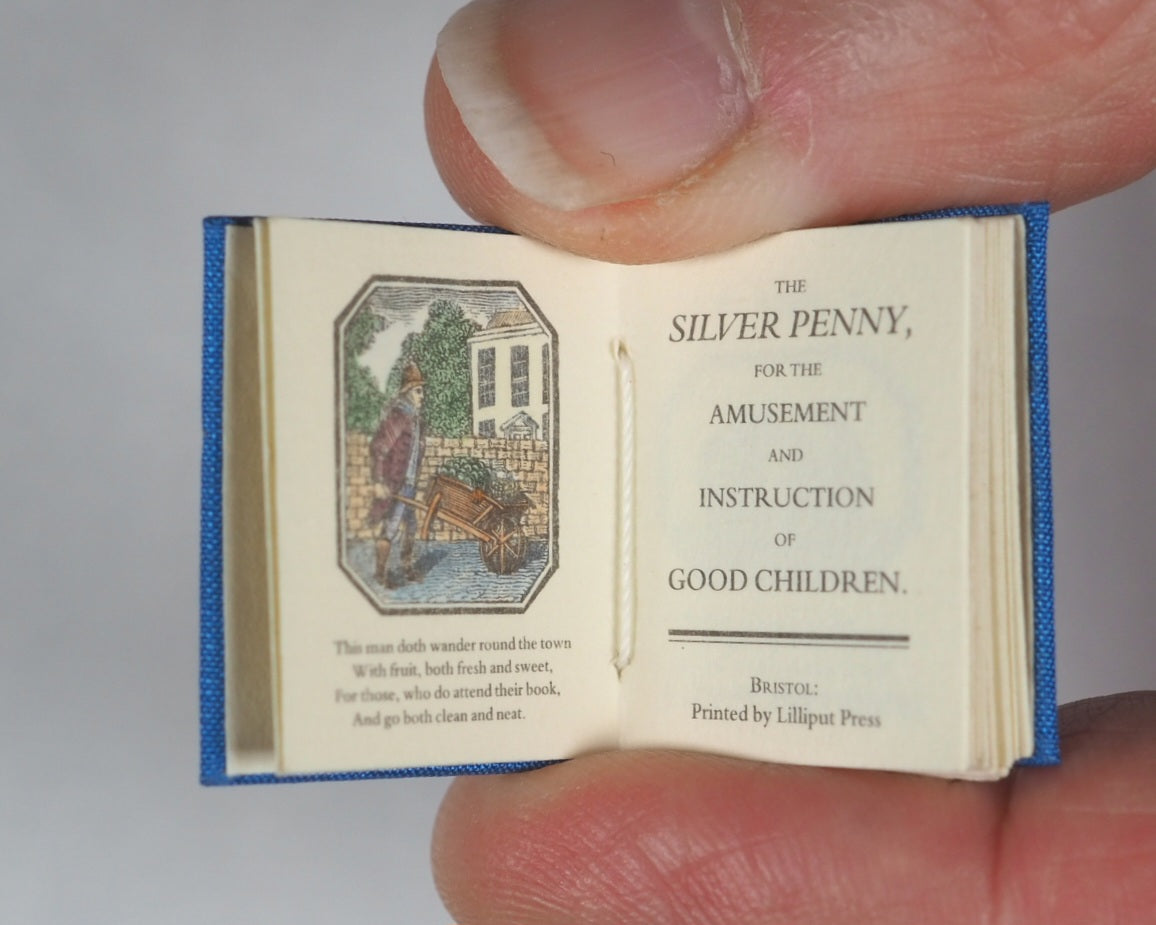 This man doth wander round the town
With fruit, both fresh and sweet,
For those, who do attend their book,
And go both clean and neat.
THE
SILVER PENNY,
FOR THE
AMUSEMENT
AND
INSTRUCTION
OF
GOOD CHILDREN.
BRISTOL:
Printed by Lilliput Press